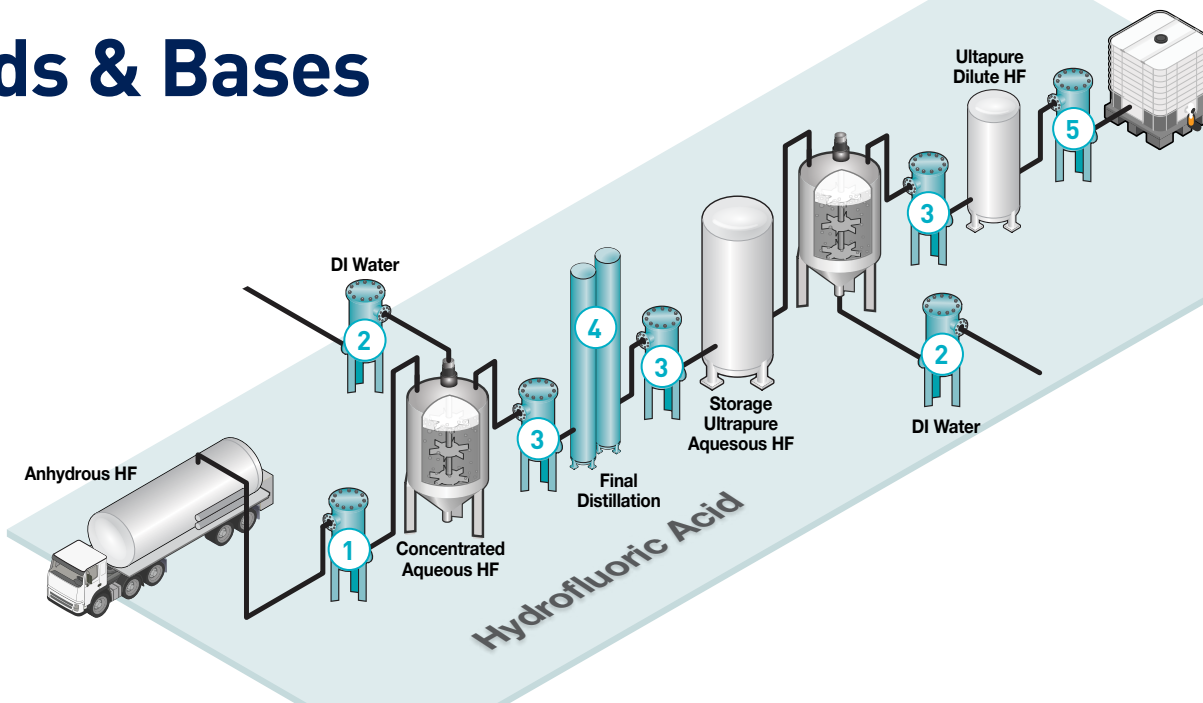 ds & Bases
Ultapure
Dilute HF
5
3
DI Water
2
4
3
2
DI Water
Storage
Ultrapure
Aquesous HF
3
Final
Distillation
Anhydrous HF
1
Concentrated
Aqueous HF
Hydrofluoric Acid